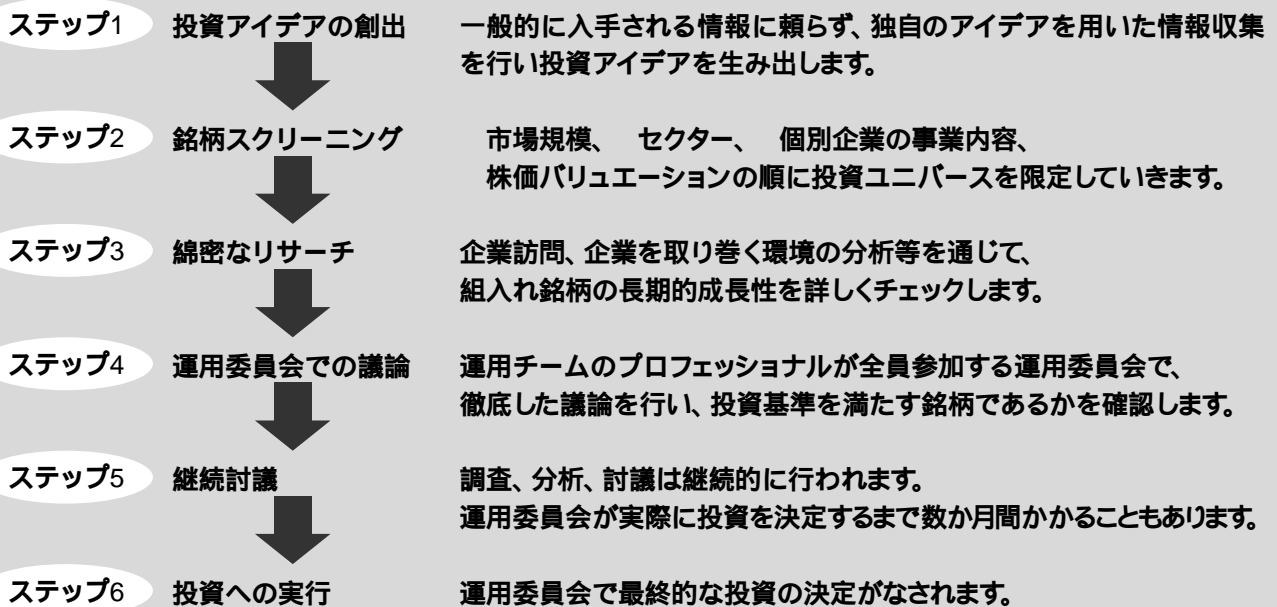 ステップ1 投資アイデアの創出 一般的に入手される情報に頼らず、独自のアイデアを用いた情報収集
を行い投資アイデアを生み出します。
ステップ2 銘柄スクリーニング 市場規模、 セクター、 個別企業の事業内容、
株価バリュエーションの順に投資ユニバースを限定していきます。
ステップ3 綿密なリサーチ 企業訪問、企業を取り巻く環境の分析等を通じて、
組入れ銘柄の長期的成長性を詳しくチェックします。
ステップ4 運用委員会での議論 運用チームのプロフェッショナルが全員参加する運用委員会で、
徹底した議論を行い、投資基準を満たす銘柄であるかを確認します。
ステップ5 継続討議 調査、分析、討議は継続的に行われます。
運用委員会が実際に投資を決定するまで数か月間かかることもあります。
ステップ6 投資への実行 運用委員会で最終的な投資の決定がなされます。